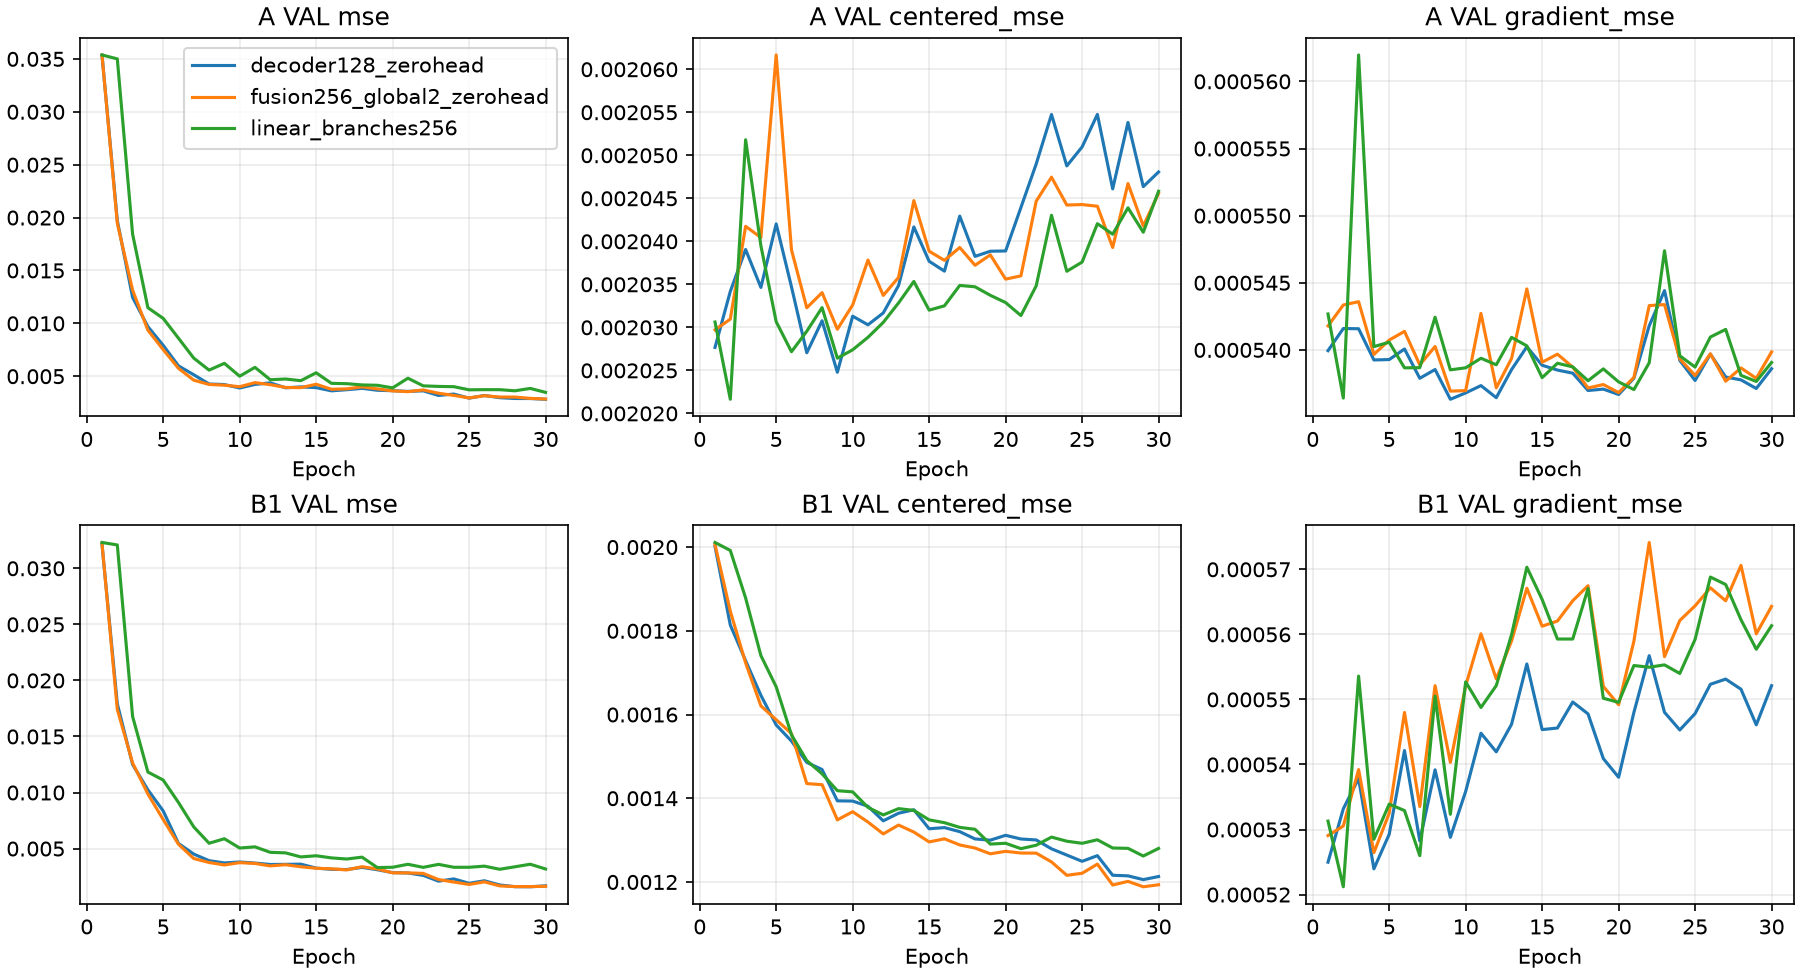 A VAL mse
0.035
0.030
0.025
0.020
0.015
0.010
0.005
decoder128_zerohead
fusion256_global2_zerohead
linear_branches256
0 5 10 15 20 25 30
Epoch
A VAL centered_mse
0.002060
0.002055
0.002050
0.002045
0.002040
0.002035
0.002030
0.002025
0.002020
0 5 10 15 20 25 30
Epoch
A VAL gradient_mse
0.000560
0.000555
0.000550
0.000545
0.000540
0 5 10 15 20 25 30
Epoch
B1 VAL mse
0.030
0.025
0.020
0.015
0.010
0.005
0 5 10 15 20 25 30
Epoch
B1 VAL centered_mse
0.0020
0.0018
0.0016
0.0014
0.0012
0 5 10 15 20 25 30
Epoch
B1 VAL gradient_mse
0.00057
0.00056
0.00055
0.00054
0.00053
0.00052
0 5 10 15 20 25 30
Epoch